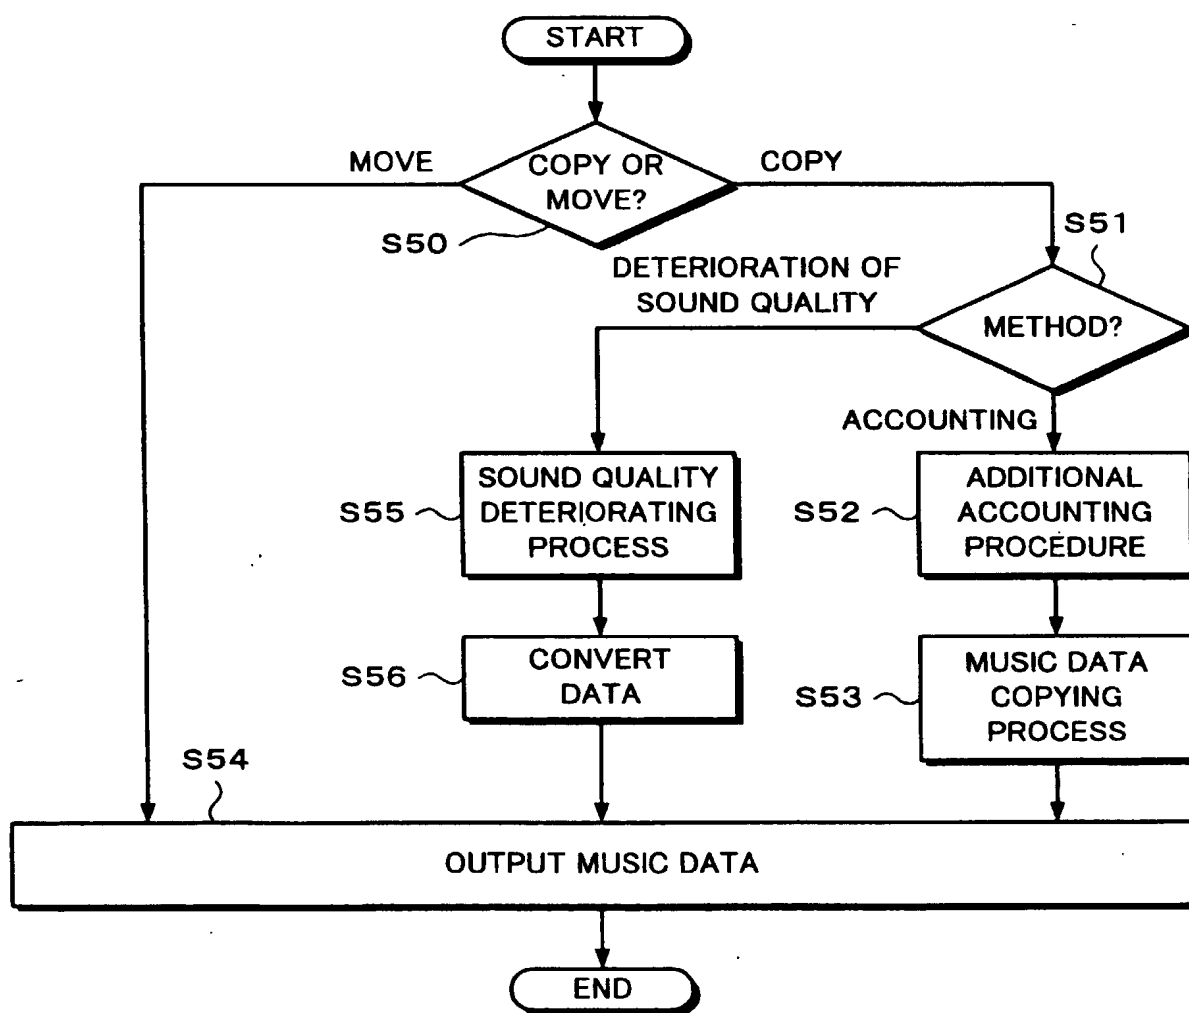 START
COPY OR
MOVE?
MOVE
COPY
S50
S51
DETERIORATION OF
SOUND QUALITY
METHOD?
ACCOUNTING
SOUND QUALITY
DETERIORATING
PROCESS
S55
ADDITIONAL
ACCOUNTING
PROCEDURE
S52
CONVERT
DATA
S56
MUSIC DATA
COPYING
PROCESS
S53
S54
OUTPUT MUSIC DATA
END